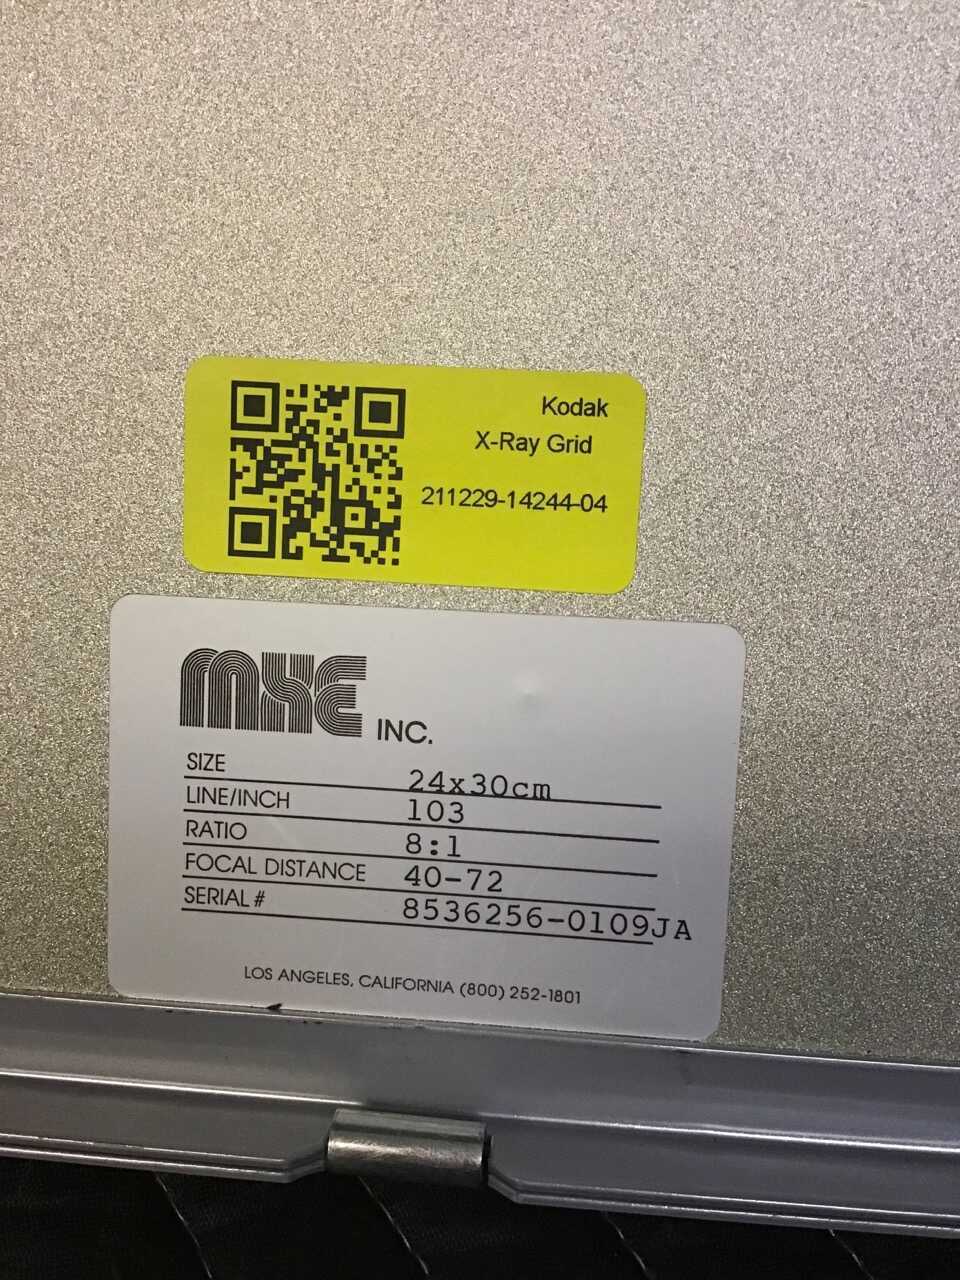 Kodak
X-Ray Grid
211229-14244-04
MXE INC.
SIZE 24x30cm
LINE/INCH 103
RATIO 8:1
FOCAL DISTANCE 40-72
SERIAL # 8536256-0109JA
LOS ANGELES, CALIFORNIA (800) 252-1801